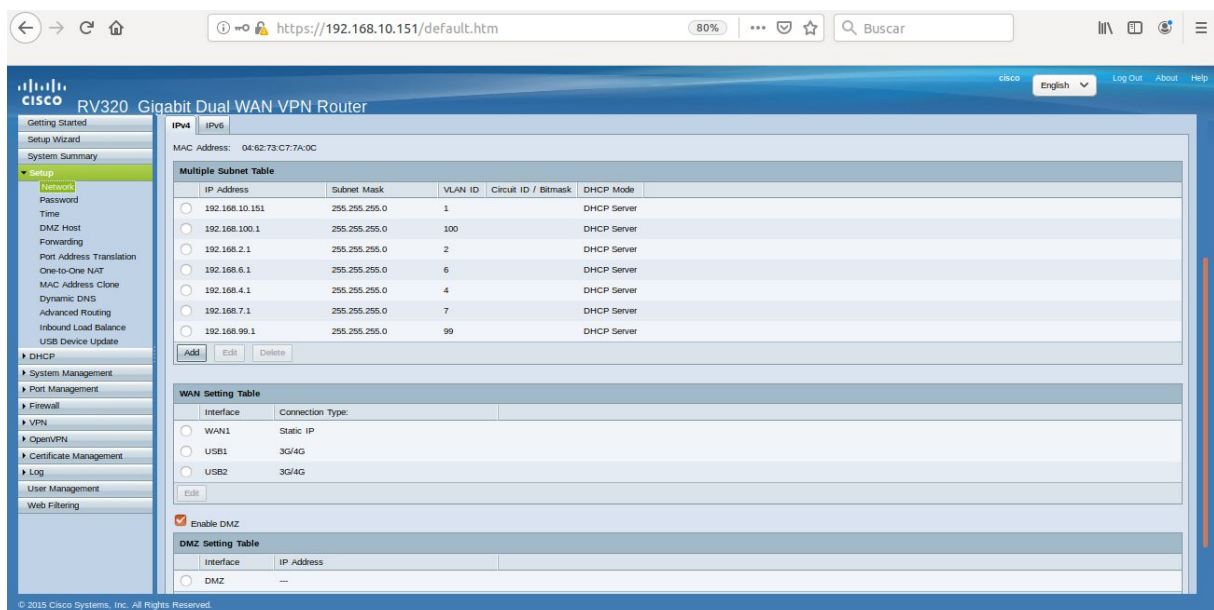 https://192.168.10.151/default.htm 80% Buscar
cisco English Log Out About Help
CISCO RV320 Gigabit Dual WAN VPN Router
Getting Started
Setup Wizard
System Summary
Setup
Network
Password
Time
DMZ Host
Forwarding
Port Address Translation
One-to-One NAT
MAC Address Clone
Dynamic DNS
Advanced Routing
Inbound Load Balance
USB Device Update
DHCP
System Management
Port Management
Firewall
VPN
OpenVPN
Certificate Management
Log
User Management
Web Filtering
IPv4 IPv6
MAC Address: 04:62:73:C7:7A:0C
Multiple Subnet Table
IP Address Subnet Mask VLAN ID Circuit ID / Bitmask DHCP Mode
192.168.10.151 255.255.255.0 1 DHCP Server
192.168.100.1 255.255.255.0 100 DHCP Server
192.168.2.1 255.255.255.0 2 DHCP Server
192.168.6.1 255.255.255.0 6 DHCP Server
192.168.4.1 255.255.255.0 4 DHCP Server
192.168.7.1 255.255.255.0 7 DHCP Server
192.168.99.1 255.255.255.0 99 DHCP Server
Add Edit Delete
WAN Setting Table
Interface Connection Type:
WAN1 Static IP
USB1 3G/4G
USB2 3G/4G
Edit
Enable DMZ
DMZ Setting Table
Interface IP Address
DMZ ---
© 2015 Cisco Systems, Inc. All Rights Reserved.